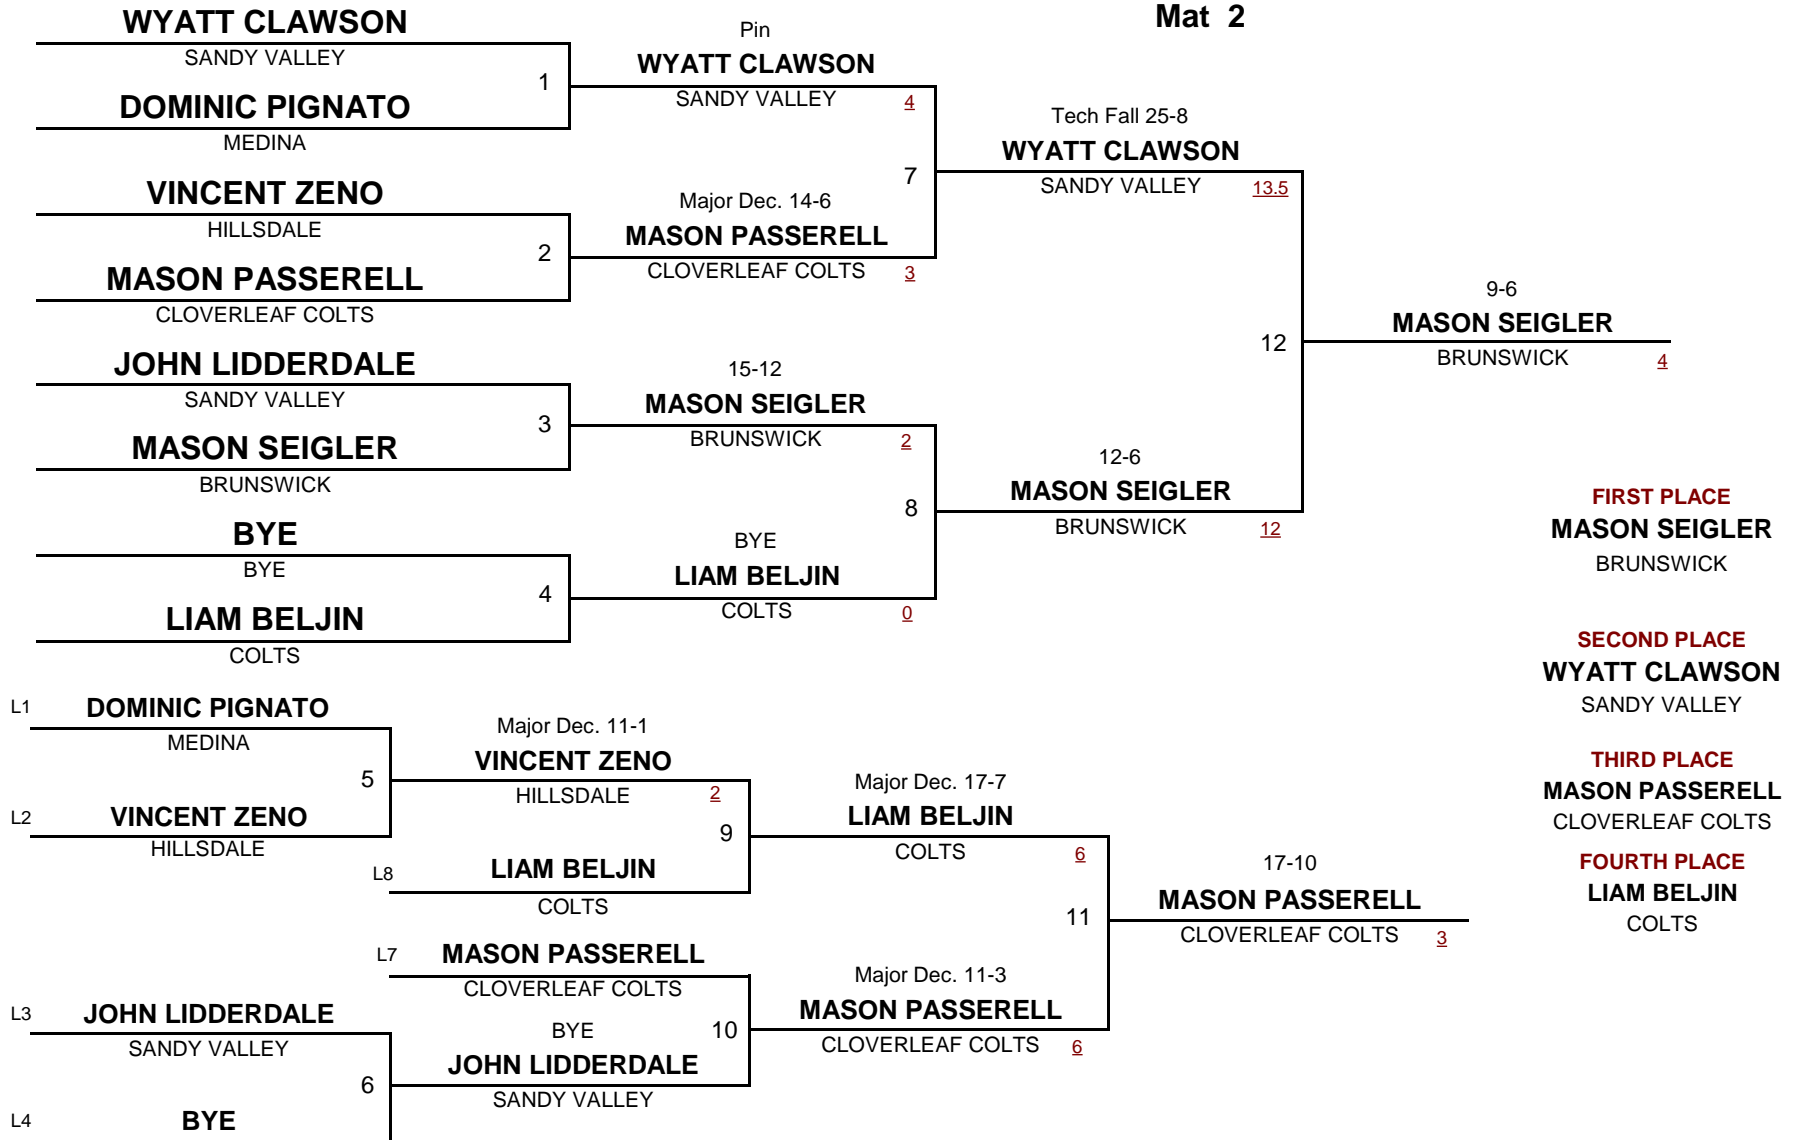 Mat 2
WYATT CLAWSON
SANDY VALLEY
1
DOMINIC PIGNATO
MEDINA
VINCENT ZENO
HILLSDALE
2
MASON PASSERELL
CLOVERLEAF COLTS
JOHN LIDDERDALE
SANDY VALLEY
3
MASON SEIGLER
BRUNSWICK
BYE
BYE
4
LIAM BELJIN
COLTS
Pin
WYATT CLAWSON
SANDY VALLEY 4
7
Major Dec. 14-6
MASON PASSERELL
CLOVERLEAF COLTS 3
15-12
MASON SEIGLER
BRUNSWICK 2
8
BYE
LIAM BELJIN
COLTS 0
Tech Fall 25-8
WYATT CLAWSON
SANDY VALLEY 13.5
12
12-6
MASON SEIGLER
BRUNSWICK 12
9-6
MASON SEIGLER
BRUNSWICK 4
FIRST PLACE
MASON SEIGLER
BRUNSWICK
SECOND PLACE
WYATT CLAWSON
SANDY VALLEY
THIRD PLACE
MASON PASSERELL
CLOVERLEAF COLTS
FOURTH PLACE
LIAM BELJIN
COLTS
L1 DOMINIC PIGNATO
MEDINA
5
L2 VINCENT ZENO
HILLSDALE
L3 JOHN LIDDERDALE
SANDY VALLEY
6
L4 BYE
Major Dec. 11-1
VINCENT ZENO
HILLSDALE 2
9
L8 LIAM BELJIN
COLTS
L7 MASON PASSERELL
CLOVERLEAF COLTS
BYE 10
JOHN LIDDERDALE
SANDY VALLEY
Major Dec. 17-7
LIAM BELJIN
COLTS 6
11
Major Dec. 11-3
MASON PASSERELL
CLOVERLEAF COLTS 6
17-10
MASON PASSERELL
CLOVERLEAF COLTS 3